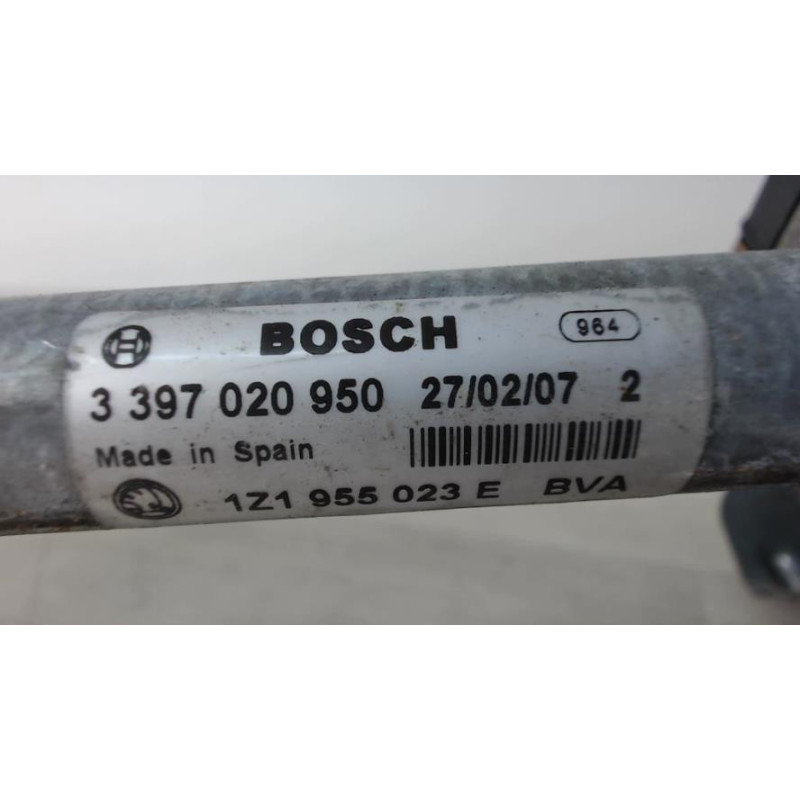 BOSCH 964
3 397 020 950 27/02/07 2
Made in Spain
1Z1 955 023 E BVA